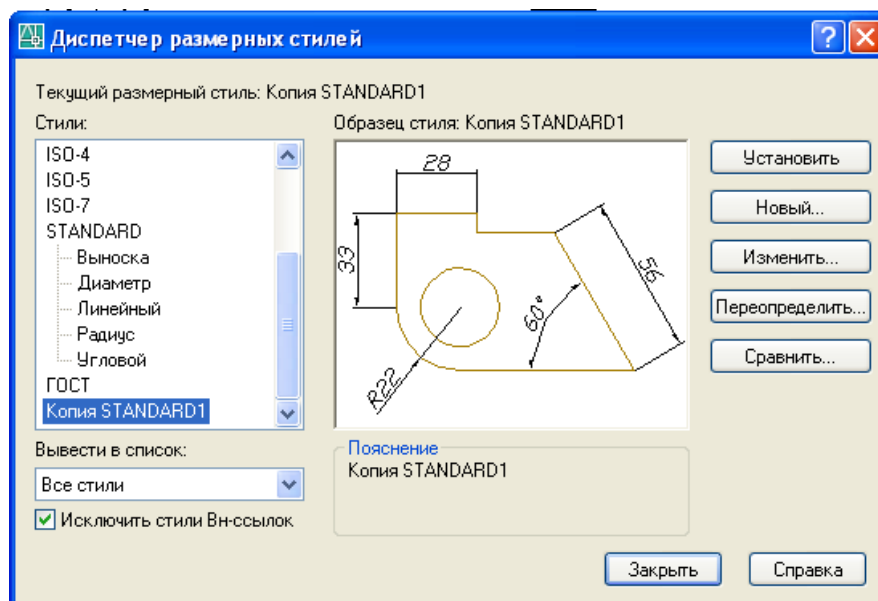 Диспетчер размерных стилей
Текущий размерный стиль: Копия STANDARD1
Стили:
ISO-4
ISO-5
ISO-7
STANDARD
Выноска
Диаметр
Линейный
Радиус
Угловой
ГОСТ
Копия STANDARD1
Вывести в список:
Все стили
Исключить стили Вн-ссылок
Образец стиля: Копия STANDARD1
28
33
56
60°
R22
Пояснение
Копия STANDARD1
Установить
Новый...
Изменить...
Переопределить...
Сравнить...
Закрыть
Справка